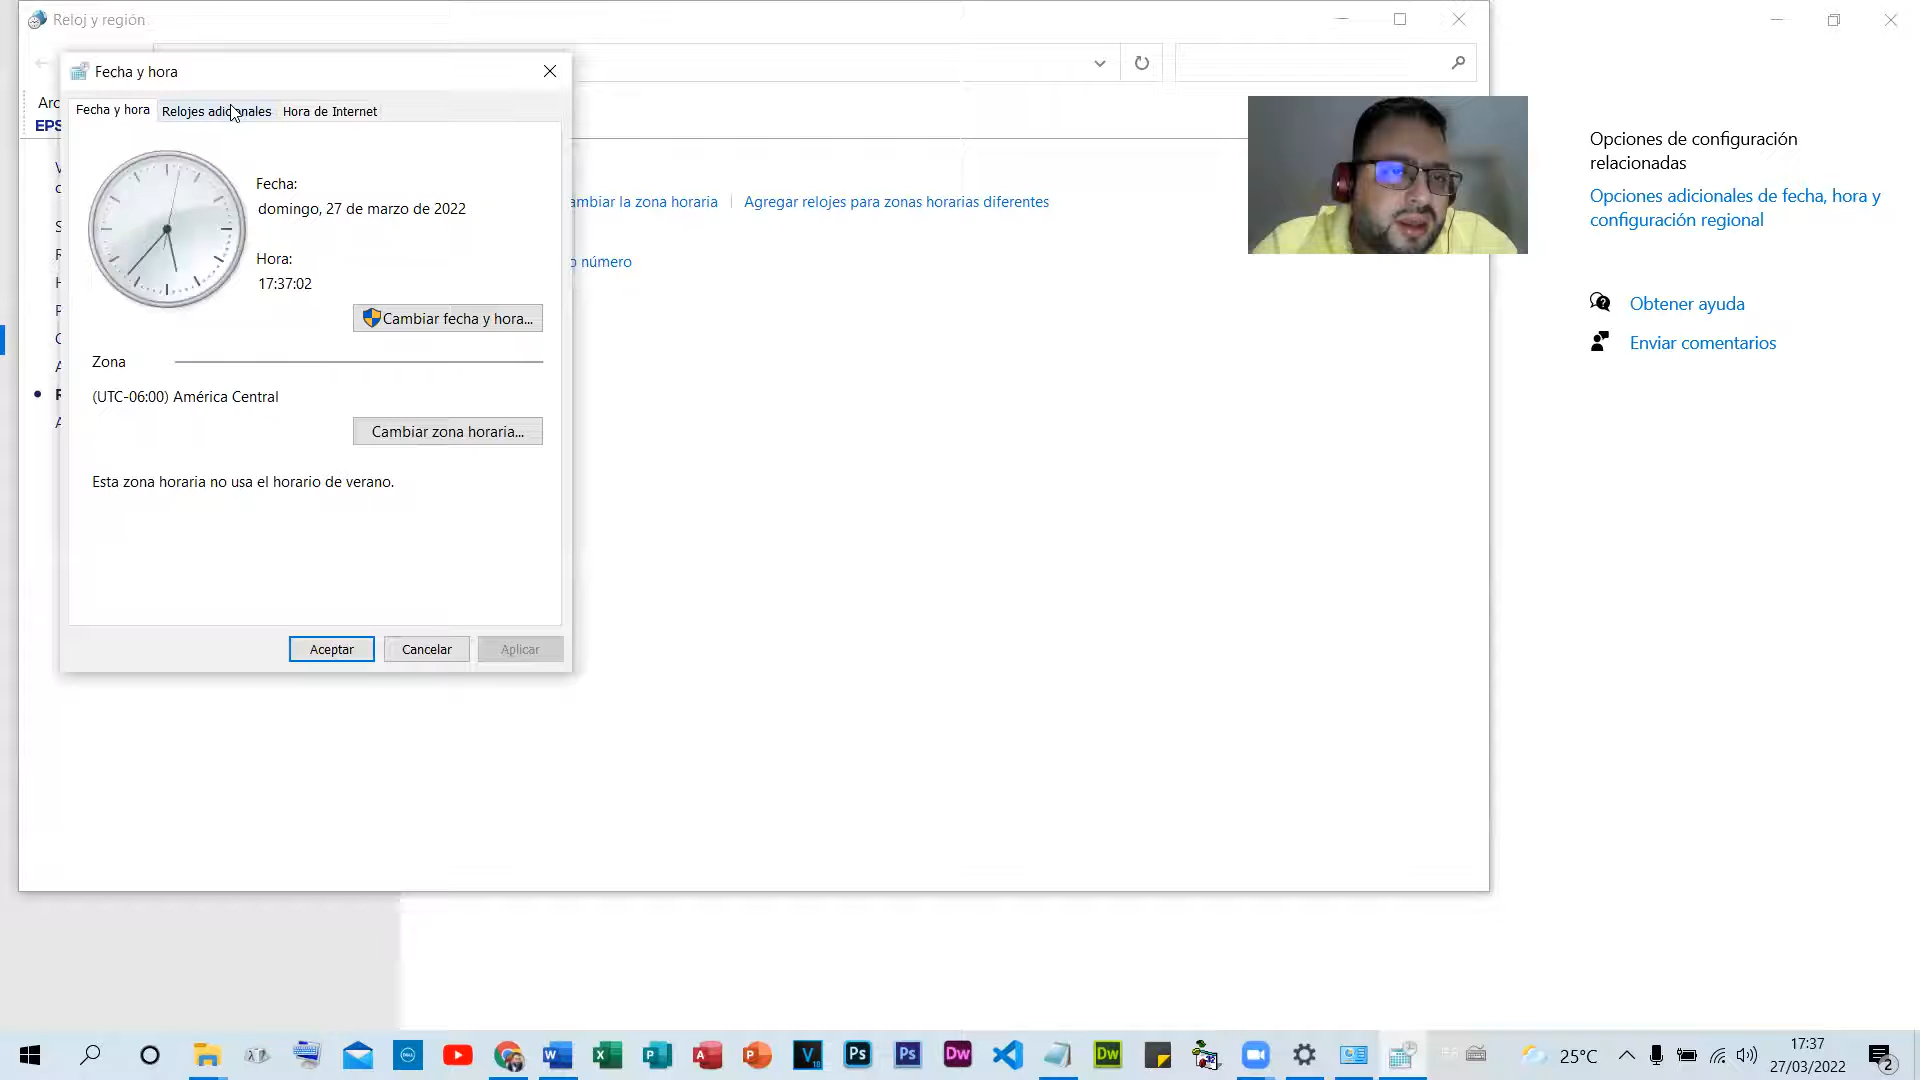 Reloj y región
Fecha y hora
Arc
EPS
Fecha y hora
Relojes adicionales
Hora de Internet
Fecha:
domingo, 27 de marzo de 2022
Hora:
17:37:02
Cambiar fecha y hora...
Zona
(UTC-06:00) América Central
Cambiar zona horaria...
Esta zona horaria no usa el horario de verano.
Aceptar
Cancelar
Aplicar
ambiar la zona horaria
Agregar relojes para zonas horarias diferentes
o número
Opciones de configuración
relacionadas
Opciones adicionales de fecha, hora y
configuración regional
Obtener ayuda
Enviar comentarios
25°C
17:37
27/03/2022
2